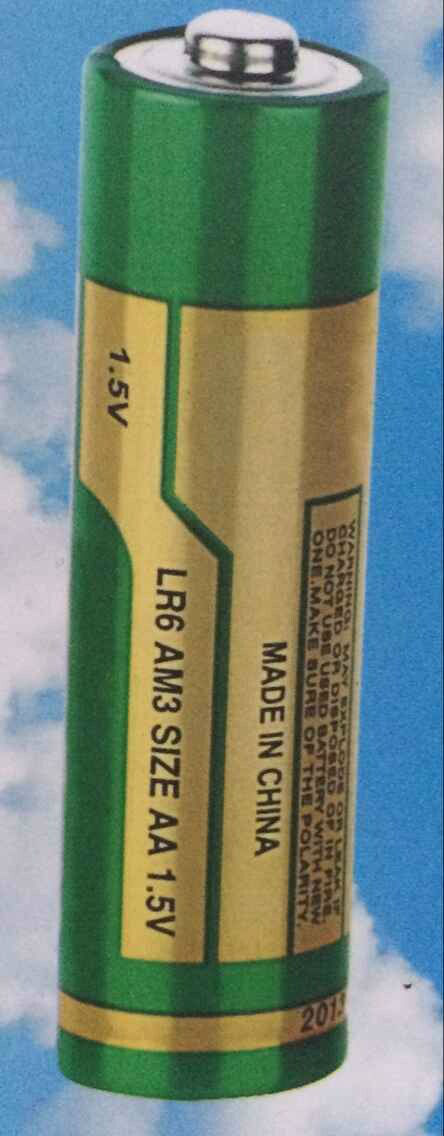 1.5V
LR6 AM3 SIZE AA 1.5V
MADE IN CHINA
WARNING: MAY EXPLODE OR LEAK IF
CHARGED OR DISPOSED OF IN FIRE.
DO NOT USE USED BATTERY WITH NEW
ONE.MAKE SURE OF THE POLARITY.